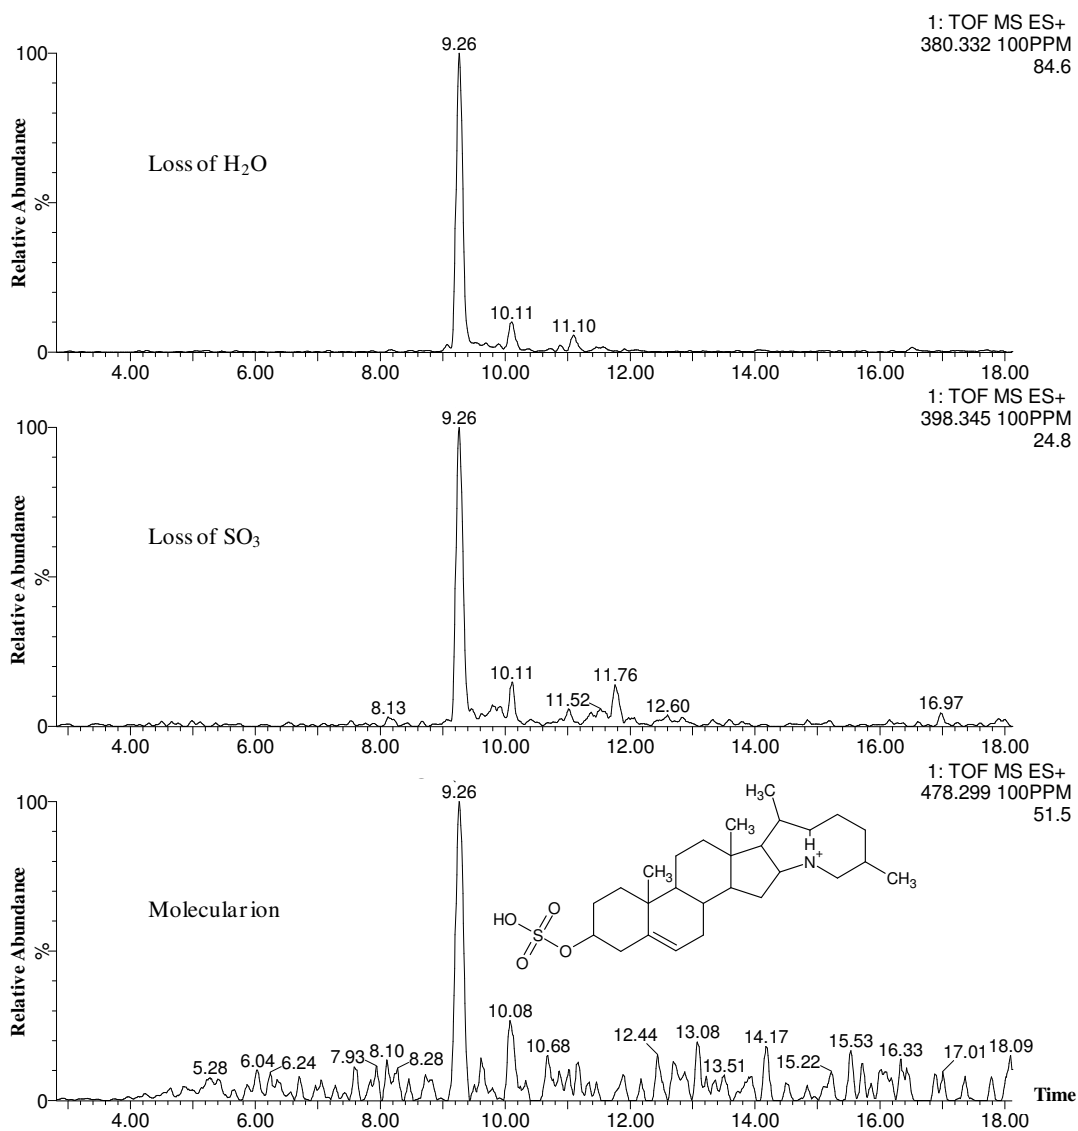 1: TOF MS ES+
380.332 100PPM
84.6
100
9.26
Loss of H₂O
Relative Abundance
%
10.11
11.10
0
4.00 6.00 8.00 10.00 12.00 14.00 16.00 18.00
1: TOF MS ES+
398.345 100PPM
24.8
100
9.26
Loss of SO₃
Relative Abundance
%
8.13
10.11
11.52
11.76
12.60
16.97
0
4.00 6.00 8.00 10.00 12.00 14.00 16.00 18.00
1: TOF MS ES+
478.299 100PPM
51.5
100
9.26
Molecular ion
Relative Abundance
%
H₃C
CH₃
CH₃
H
N⁺
CH₃
HO
O
S
O
O
5.28
6.04
6.24
7.93
8.10
8.28
10.08
10.68
12.44
13.08
13.51
14.17
15.22
15.53
16.33
17.01
18.09
0
4.00 6.00 8.00 10.00 12.00 14.00 16.00 18.00
Time